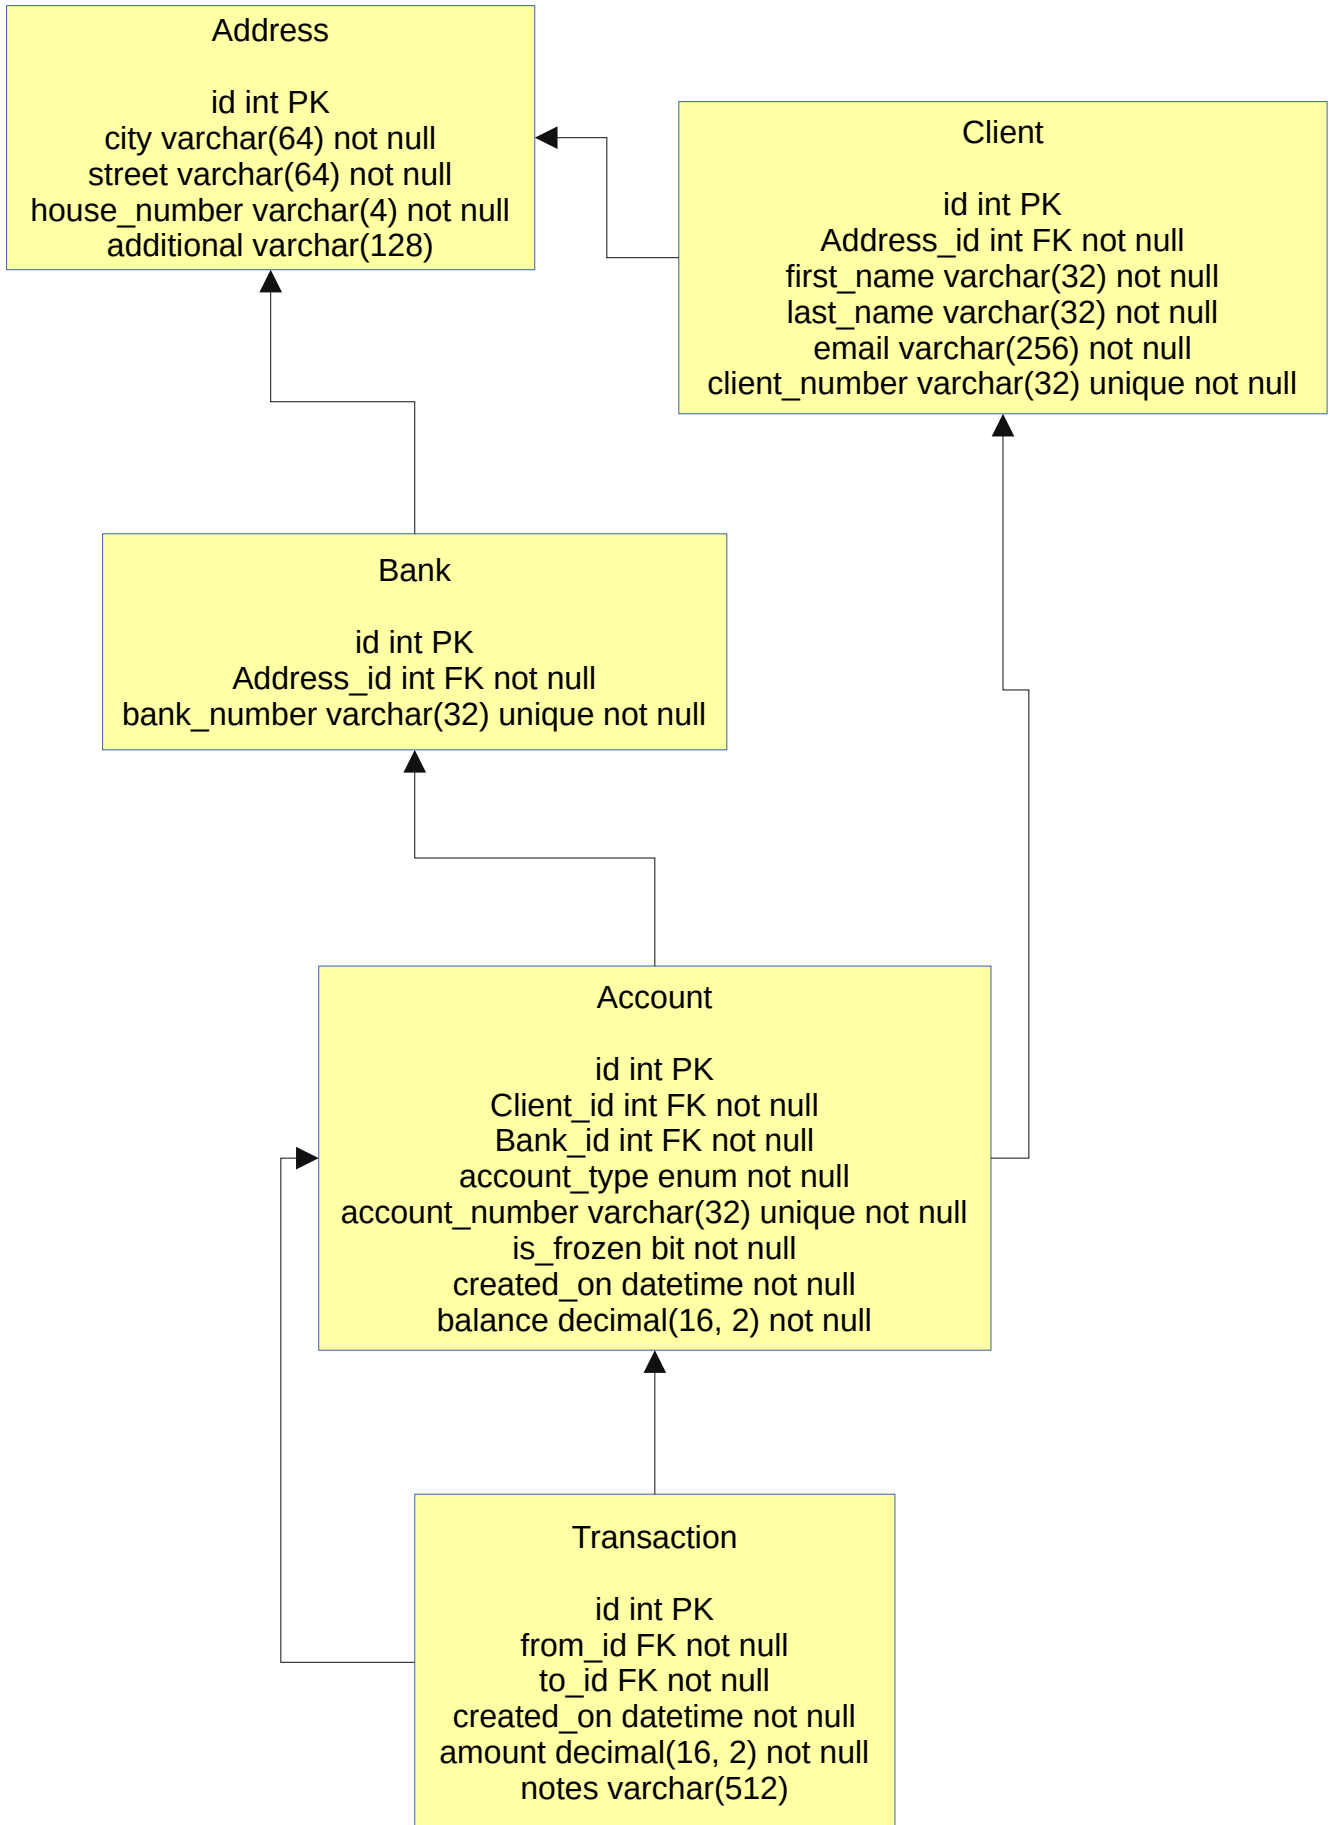 Address
id int PK
city varchar(64) not null
street varchar(64) not null
house_number varchar(4) not null
additional varchar(128)
Client
id int PK
Address_id int FK not null
first_name varchar(32) not null
last_name varchar(32) not null
email varchar(256) not null
client_number varchar(32) unique not null
Bank
id int PK
Address_id int FK not null
bank_number varchar(32) unique not null
Account
id int PK
Client_id int FK not null
Bank_id int FK not null
account_type enum not null
account_number varchar(32) unique not null
is_frozen bit not null
created_on datetime not null
balance decimal(16, 2) not null
Transaction
id int PK
from_id FK not null
to_id FK not null
created_on datetime not null
amount decimal(16, 2) not null
notes varchar(512)